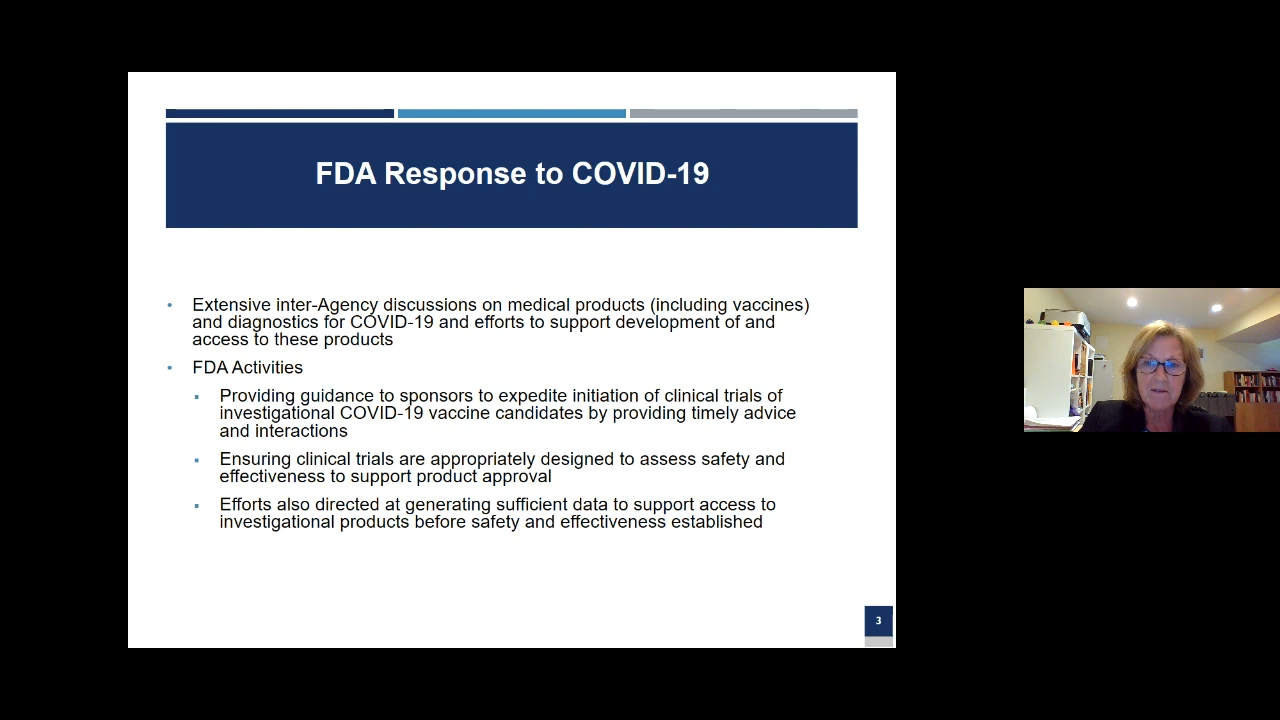 FDA Response to COVID-19
Extensive inter-Agency discussions on medical products (including vaccines)
and diagnostics for COVID-19 and efforts to support development of and
access to these products
FDA Activities
Providing guidance to sponsors to expedite initiation of clinical trials of
investigational COVID-19 vaccine candidates by providing timely advice
and interactions
Ensuring clinical trials are appropriately designed to assess safety and
effectiveness to support product approval
Efforts also directed at generating sufficient data to support access to
investigational products before safety and effectiveness established
3